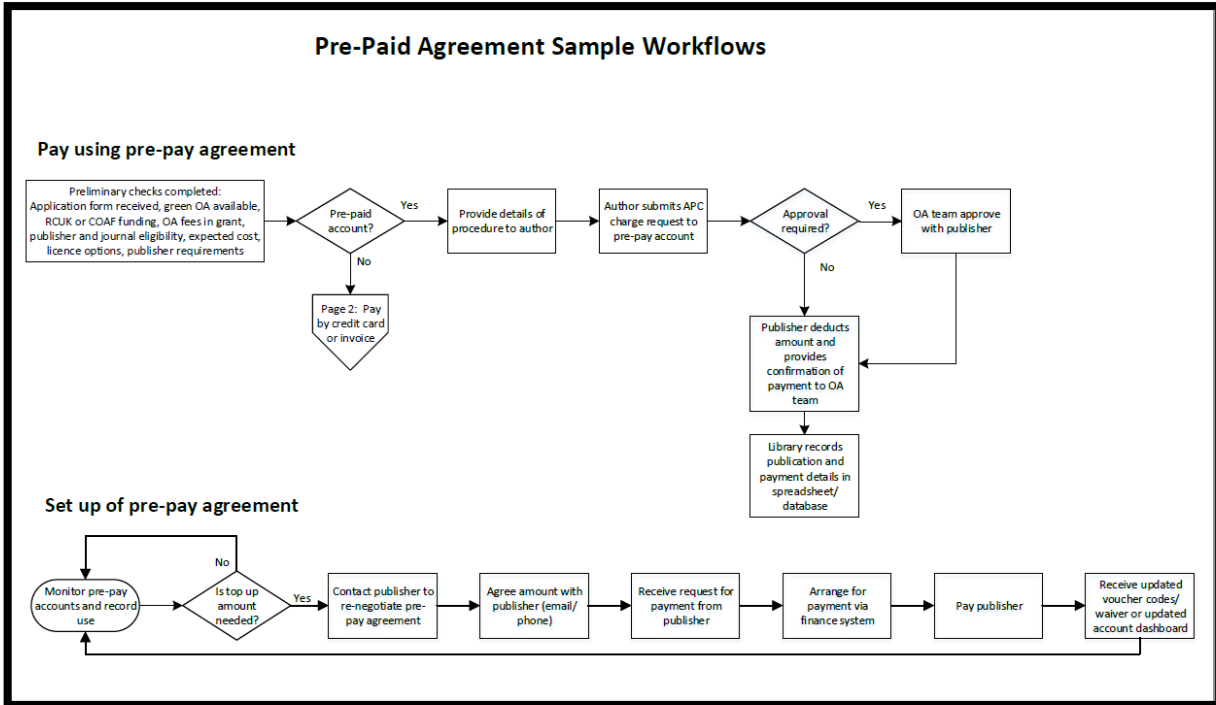 Pre-Paid Agreement Sample Workflows
Pay using pre-pay agreement
Preliminary checks completed:
Application form received, green OA available,
RCUK or COAF funding, OA fees in grant,
publisher and journal eligibility, expected cost,
licence options, publisher requirements
Pre-paid
account?
Yes
No
Page 2: Pay
by credit card
or invoice
Provide details of
procedure to author
Author submits APC
charge request to
pre-pay account
Approval
required?
Yes
No
OA team approve
with publisher
Publisher deducts
amount and
provides
confirmation of
payment to OA
team
Library records
publication and
payment details in
spreadsheet/
database
Set up of pre-pay agreement
Monitor pre-pay
accounts and record
use
No
Is top up
amount
needed?
Yes
Contact publisher to
re-negotiate pre-
pay agreement
Agree amount with
publisher (email/
phone)
Receive request for
payment from
publisher
Arrange for
payment via
finance system
Pay publisher
Receive updated
voucher codes/
waiver or updated
account dashboard